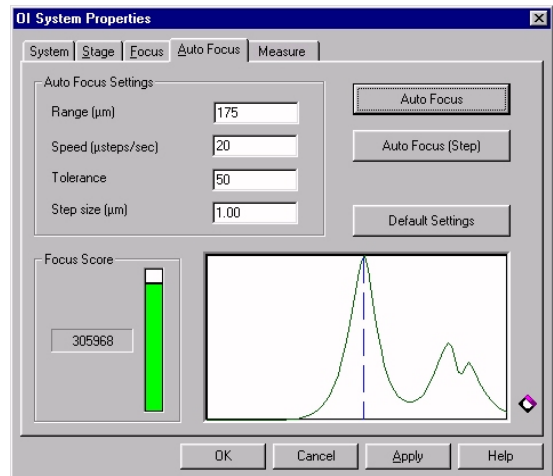 OI System Properties
System Stage Focus Auto Focus Measure
Auto Focus Settings
Range (µm) 175
Speed (µsteps/sec) 20
Tolerance 50
Step size (µm) 1.00
Auto Focus
Auto Focus (Step)
Default Settings
Focus Score
305968
OK Cancel Apply Help